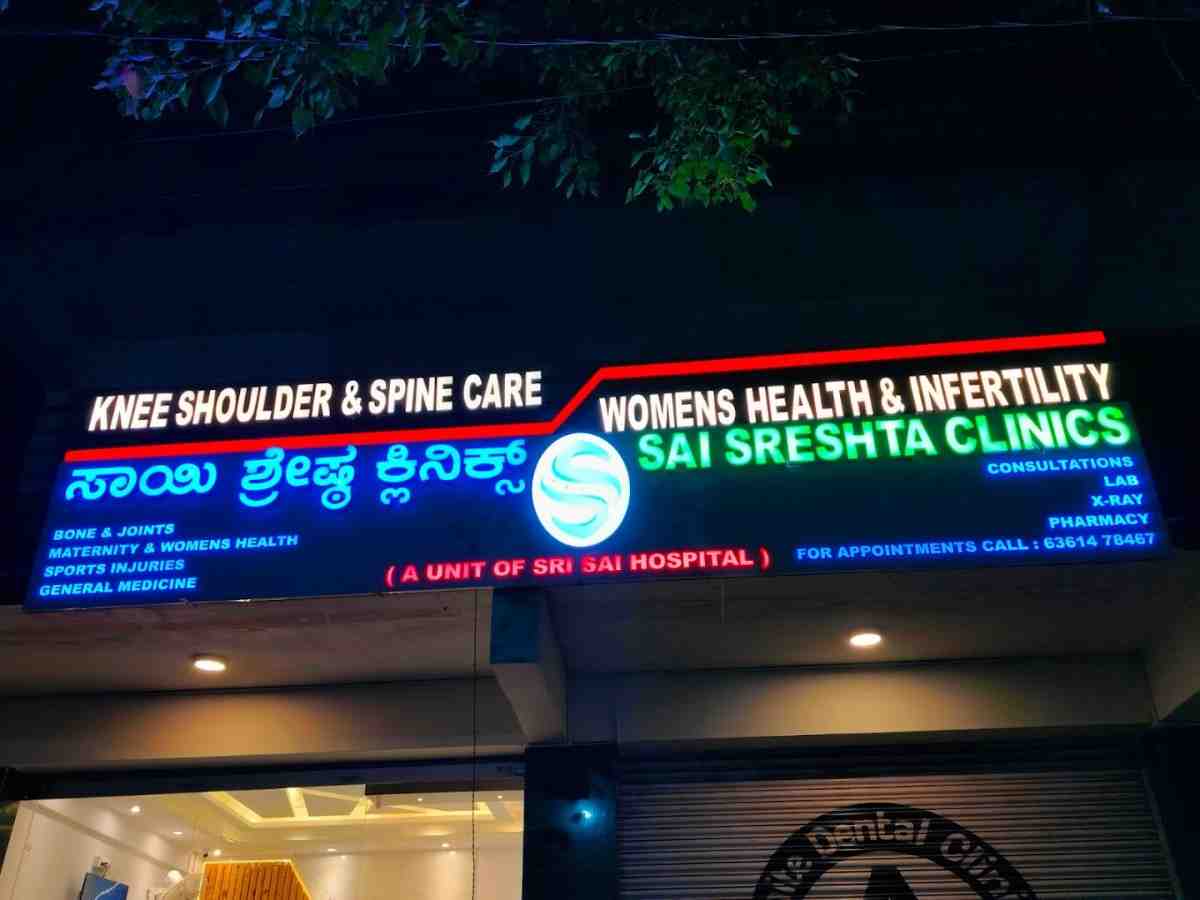 KNEE SHOULDER & SPINE CARE
WOMENS HEALTH & INFERTILITY
ಸಾಯಿ ಶ್ರೇಷ್ಠ ಕ್ಲಿನಿಕ್ಸ್
SAI SRESHTA CLINICS
BONE & JOINTS
MATERNITY & WOMENS HEALTH
SPORTS INJURIES
GENERAL MEDICINE
CONSULTATIONS
LAB
X-RAY
PHARMACY
( A UNIT OF SRI SAI HOSPITAL )
FOR APPOINTMENTS CALL : 63614 78467
Dental